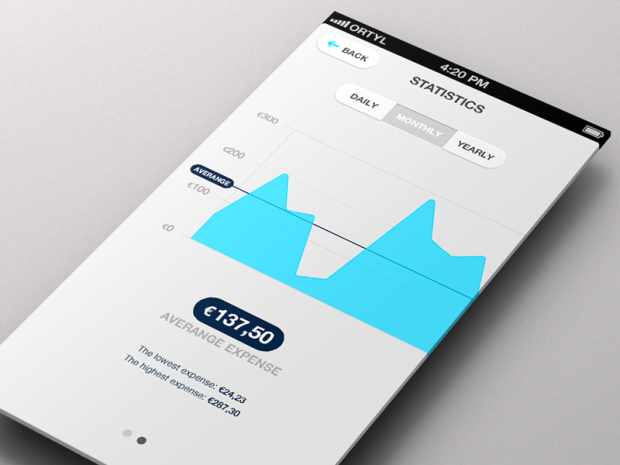 ORTYL
4:20 PM
BACK
STATISTICS
DAILY
MONTHLY
YEARLY
€300
€200
AVERANGE
€100
€0
€137,50
AVERANGE EXPENSE
The lowest expense: €24,23
The highest expense: €287,30